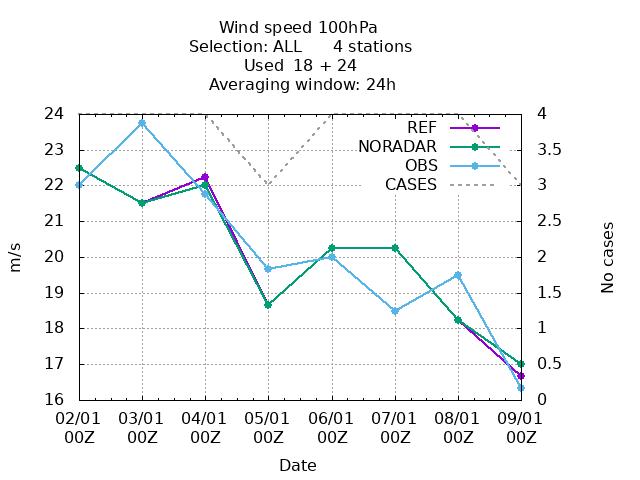 Wind speed 100hPa
Selection: ALL 4 stations
Used 18 + 24
Averaging window: 24h
24 4
REF
NORADAR
23 3.5
OBS
CASES
22 3
21 2.5
20 2
19 1.5
18 1
17 0.5
16 0
m/s
No cases
02/01 03/01 04/01 05/01 06/01 07/01 08/01 09/01
00Z 00Z 00Z 00Z 00Z 00Z 00Z 00Z
Date